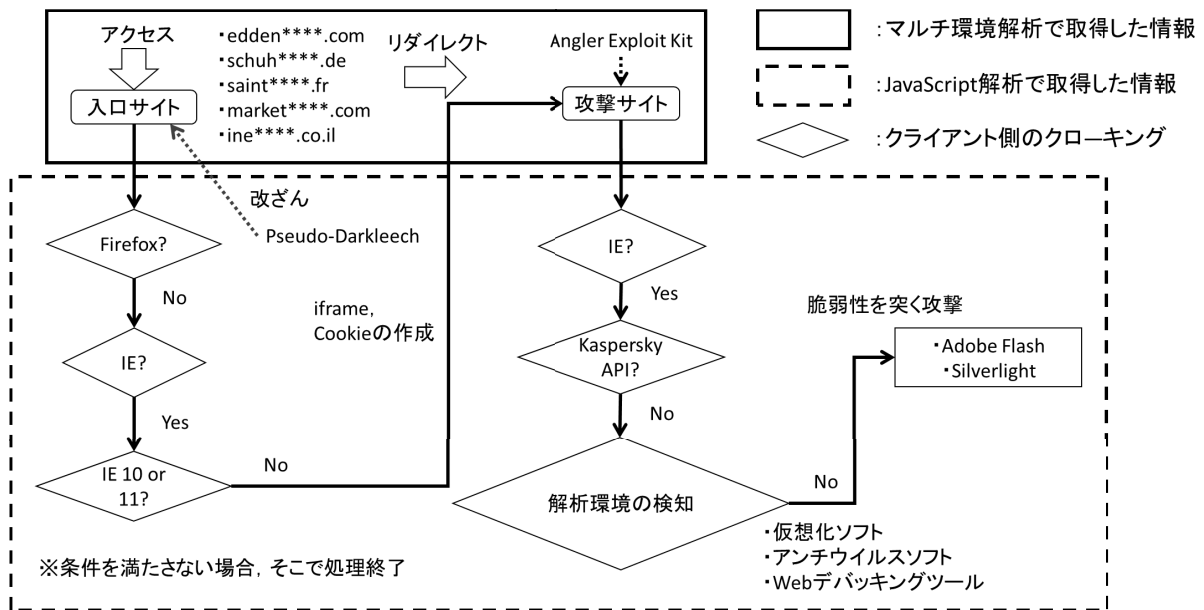 アクセス
・edden****.com
・schuh****.de
・saint****.fr
・market****.com
・ine****.co.il
リダイレクト
Angler Exploit Kit
入口サイト
攻撃サイト
：マルチ環境解析で取得した情報
：JavaScript解析で取得した情報
：クライアント側のクローキング
改ざん
Pseudo-Darkleech
Firefox?
No
IE?
Yes
IE 10 or
11?
No
iframe,
Cookieの作成
IE?
Yes
Kaspersky
API?
No
解析環境の検知
No
・仮想化ソフト
・アンチウイルスソフト
・Webデバッキングツール
脆弱性を突く攻撃
・Adobe Flash
・Silverlight
※条件を満たさない場合，そこで処理終了